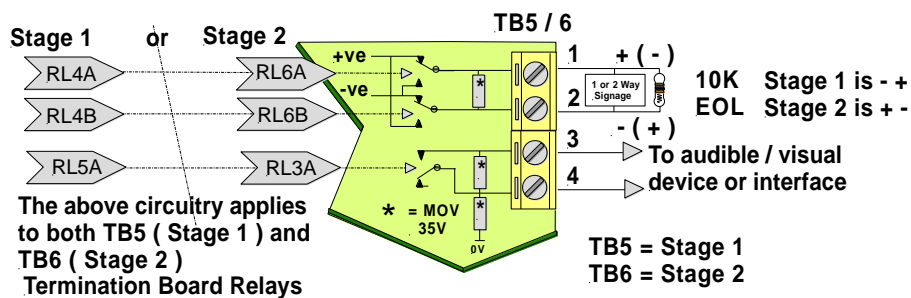 TB5 / 6
Stage 1 or Stage 2
+ve
1
+ ( - )
RL4A
RL6A
1 or 2 Way
Signage
10K Stage 1 is - +
-ve
2
EOL Stage 2 is + -
RL4B
RL6B
- ( + )
3
To audible / visual
device or interface
RL5A
RL3A
4
The above circuitry applies
to both TB5 ( Stage 1 ) and
TB6 ( Stage 2 )
Termination Board Relays
* = MOV
35V
*
*
*
0V
TB5 = Stage 1
TB6 = Stage 2